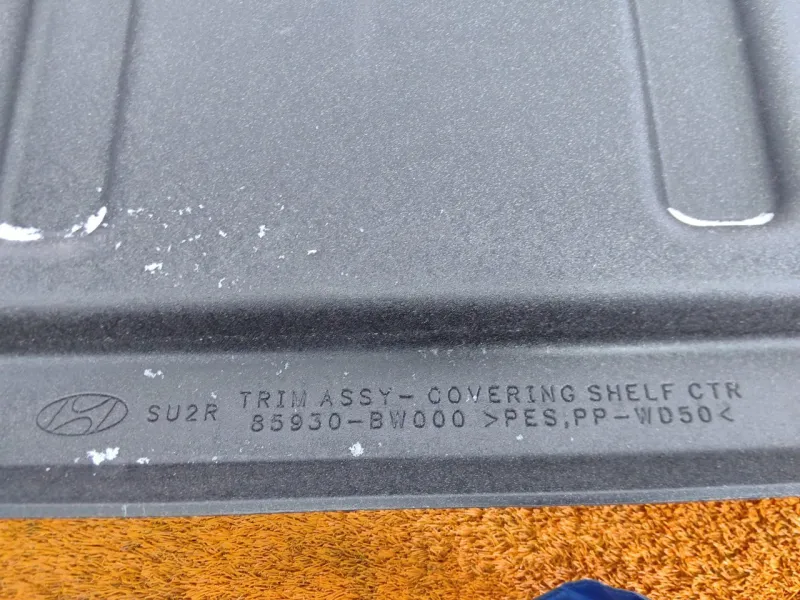 SU2R
TRIM ASSY- COVERING SHELF CTR
85930-BW000 >PES,PP-WD50<